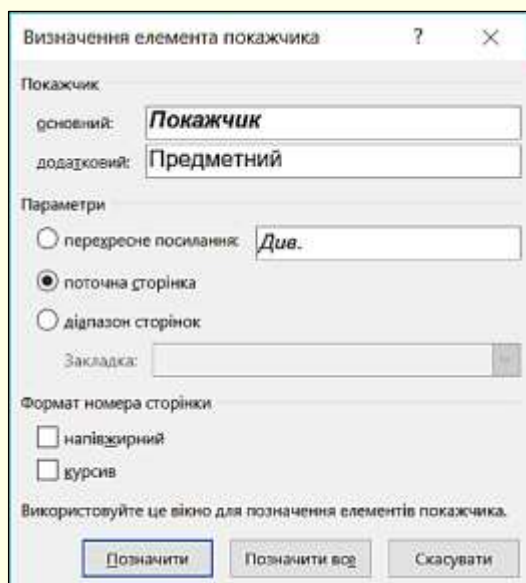 Визначення елемента покажчика ? ×
Покажчик
основний: Покажчик
додатковий: Предметний
Параметри
перехресне посилання: Див.
поточна сторінка
діапазон сторінок
Закладка:
Формат номера сторінки
напівжирний
курсив
Використовуйте це вікно для позначення елементів покажчика.
Позначити Позначити все Скасувати